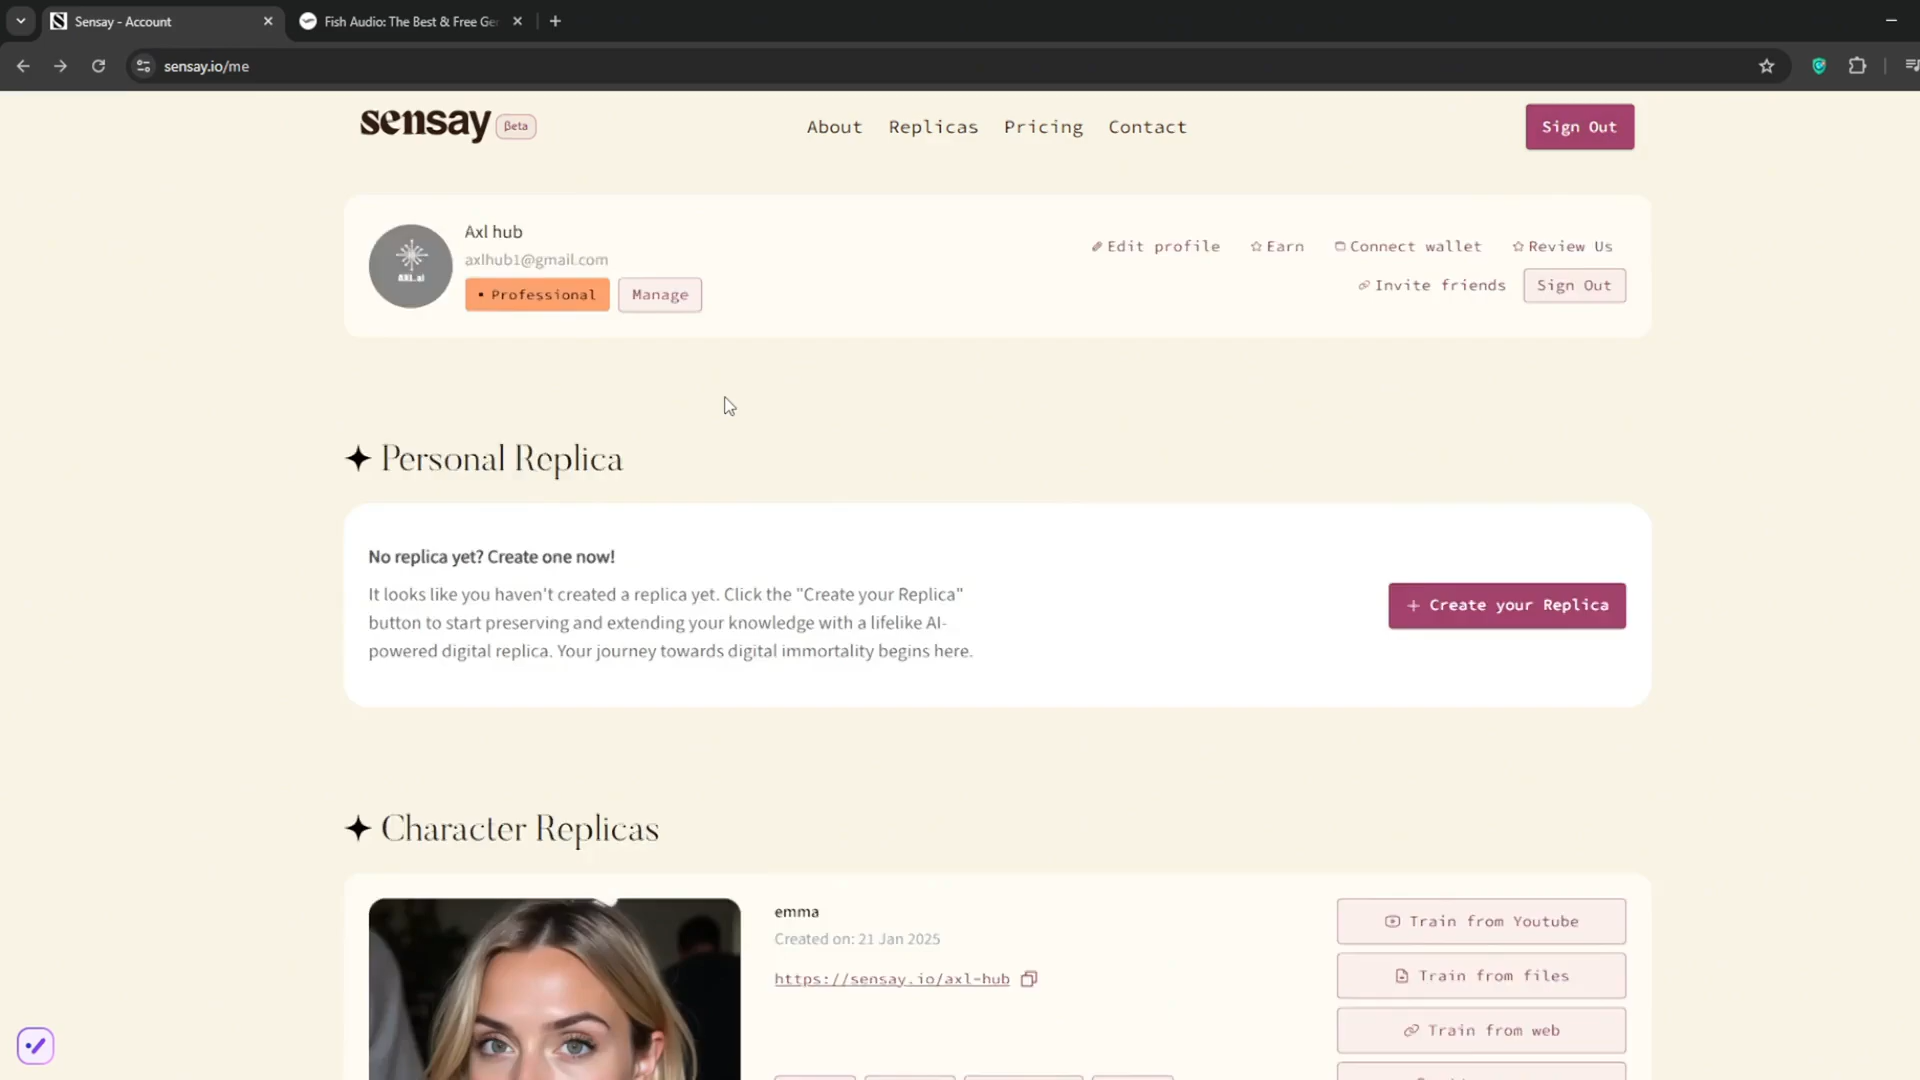 Sensay - Account
Fish Audio: The Best & Free Ge
sensay.io/me
sensay Beta
About Replicas Pricing Contact
Sign Out
AXL.ai
Axl hub
axlhub1@gmail.com
• Professional Manage
Edit profile Earn Connect wallet Review Us
Invite friends Sign Out
Personal Replica
No replica yet? Create one now!
It looks like you haven't created a replica yet. Click the "Create your Replica"
button to start preserving and extending your knowledge with a lifelike AI-
powered digital replica. Your journey towards digital immortality begins here.
+ Create your Replica
Character Replicas
emma
Created on: 21 Jan 2025
https://sensay.io/axl-hub
Train from Youtube
Train from files
Train from web